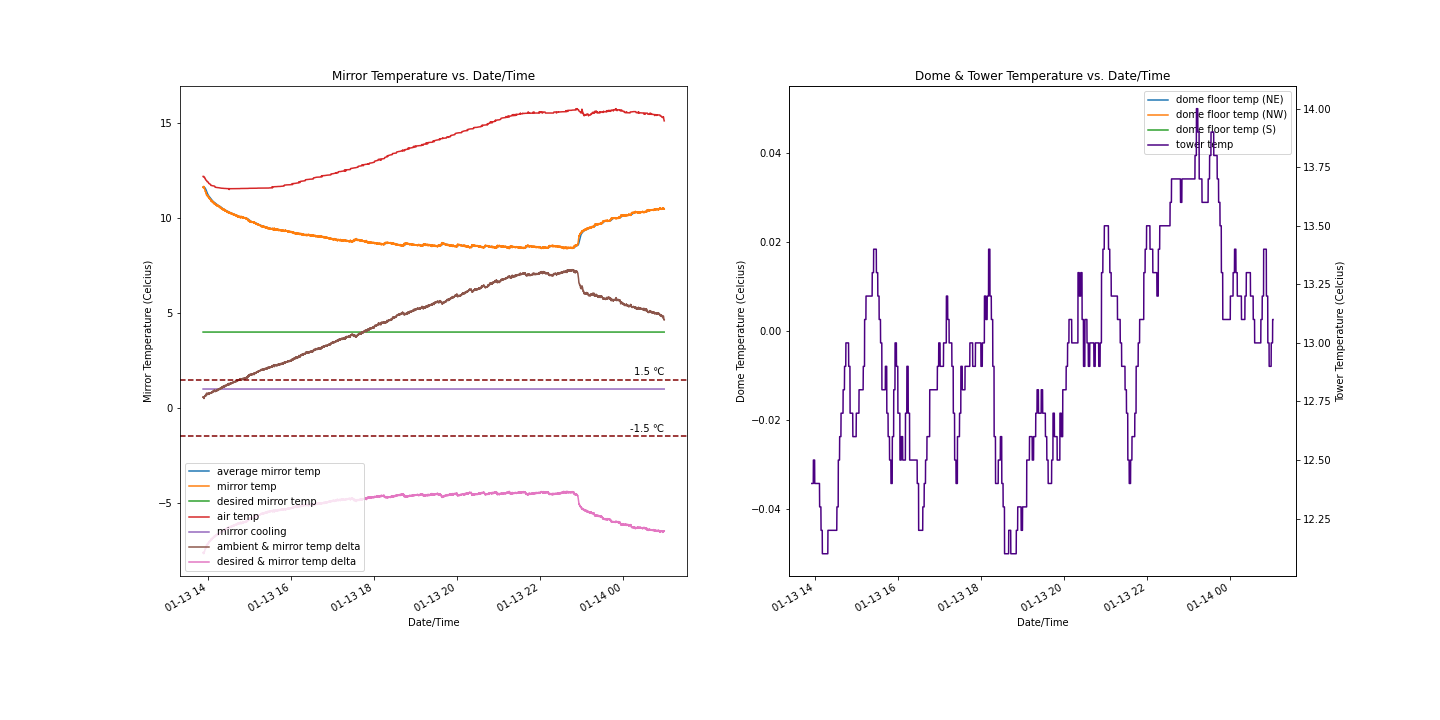 Mirror Temperature vs. Date/Time
Mirror Temperature (Celcius)
15
10
5
0
−5
1.5 ℃
-1.5 ℃
average mirror temp
mirror temp
desired mirror temp
air temp
mirror cooling
ambient & mirror temp delta
desired & mirror temp delta
01-13 14
01-13 16
01-13 18
01-13 20
01-13 22
01-14 00
Date/Time
Dome & Tower Temperature vs. Date/Time
Dome Temperature (Celcius)
0.04
0.02
0.00
−0.02
−0.04
dome floor temp (NE)
dome floor temp (NW)
dome floor temp (S)
tower temp
14.00
13.75
13.50
13.25
13.00
12.75
12.50
12.25
Tower Temperature (Celcius)
01-13 14
01-13 16
01-13 18
01-13 20
01-13 22
01-14 00
Date/Time